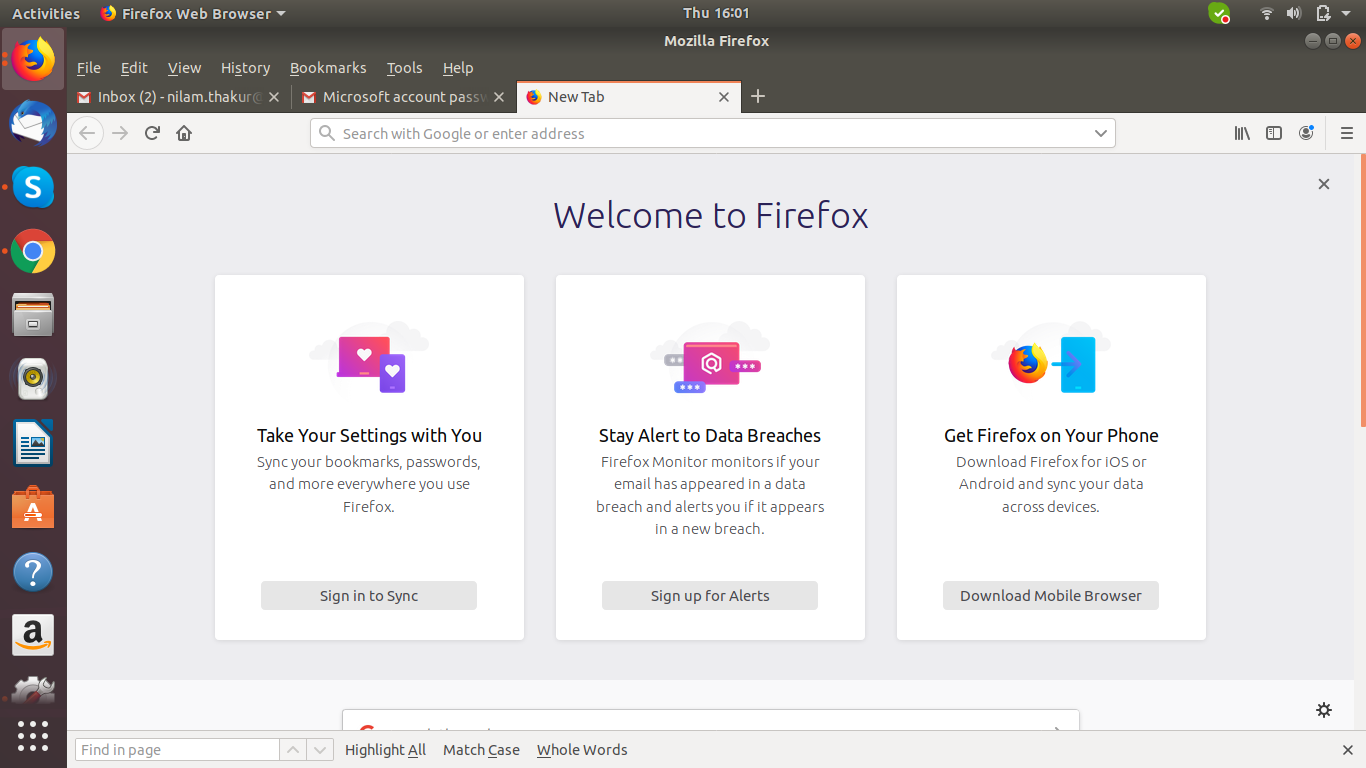 Activities
Firefox Web Browser
Thu 16:01
Mozilla Firefox
File Edit View History Bookmarks Tools Help
Inbox (2) - nilam.thakur@
Microsoft account passw
New Tab
Search with Google or enter address
Welcome to Firefox
Take Your Settings with You
Sync your bookmarks, passwords,
and more everywhere you use
Firefox.
Sign in to Sync
Stay Alert to Data Breaches
Firefox Monitor monitors if your
email has appeared in a data
breach and alerts you if it appears
in a new breach.
Sign up for Alerts
Get Firefox on Your Phone
Download Firefox for iOS or
Android and sync your data
across devices.
Download Mobile Browser
Find in page
Highlight All
Match Case
Whole Words